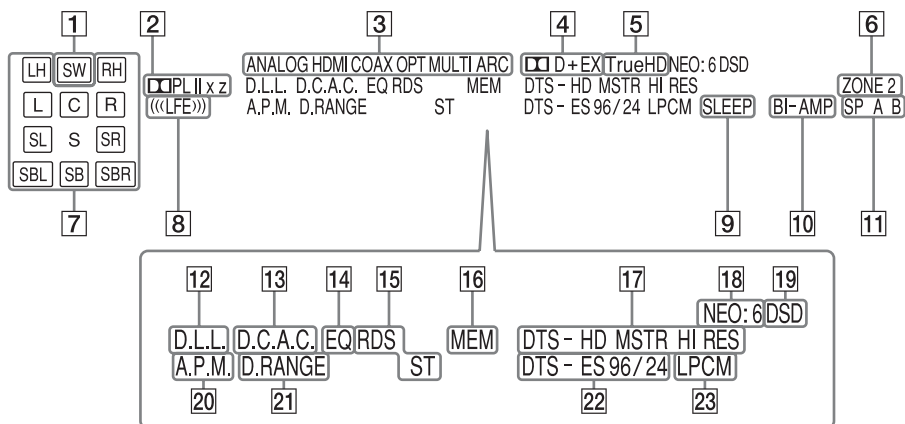 1 2 3 4 5 6
LH SW RH
L C R
SL S SR
SBL SB SBR
7
PL II x z
(((LFE)))
8
ANALOG HDMI COAX OPT MULTI ARC
D.L.L. D.C.A.C. EQ RDS MEM
A.P.M. D.RANGE ST
D+EX TrueHD NEO:6 DSD
DTS-HD MSTR HI RES
DTS-ES 96/24 LPCM SLEEP
BI-AMP
ZONE 2
SP A B
9 10 11
12 13 14 15 16 17 18 19
NEO:6 DSD
D.L.L. D.C.A.C. EQ RDS MEM DTS-HD MSTR HI RES
A.P.M. D.RANGE ST DTS-ES 96/24 LPCM
20 21 22 23